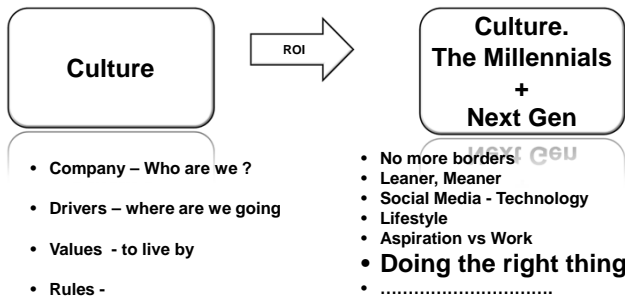 Culture
ROI
Culture.
The Millennials
+
Next Gen
• Company – Who are we ?
• Drivers – where are we going
• Values - to live by
• Rules -
• No more borders
• Leaner, Meaner
• Social Media - Technology
• Lifestyle
• Aspiration vs Work
• Doing the right thing
• …………………………..